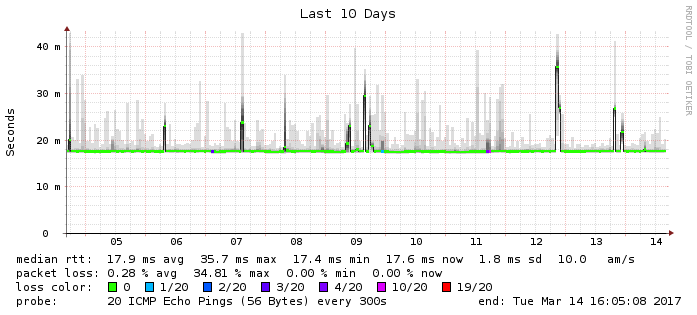 Last 10 Days
RRDTOOL / TOBI OETIKER
Seconds
40 m
30 m
20 m
10 m
0
05 06 07 08 09 10 11 12 13 14
median rtt: 17.9 ms avg 35.7 ms max 17.4 ms min 17.6 ms now 1.8 ms sd 10.0 am/s
packet loss: 0.28 % avg 34.81 % max 0.00 % min 0.00 % now
loss color: 0 1/20 2/20 3/20 4/20 10/20 19/20
probe: 20 ICMP Echo Pings (56 Bytes) every 300s end: Tue Mar 14 16:05:08 2017